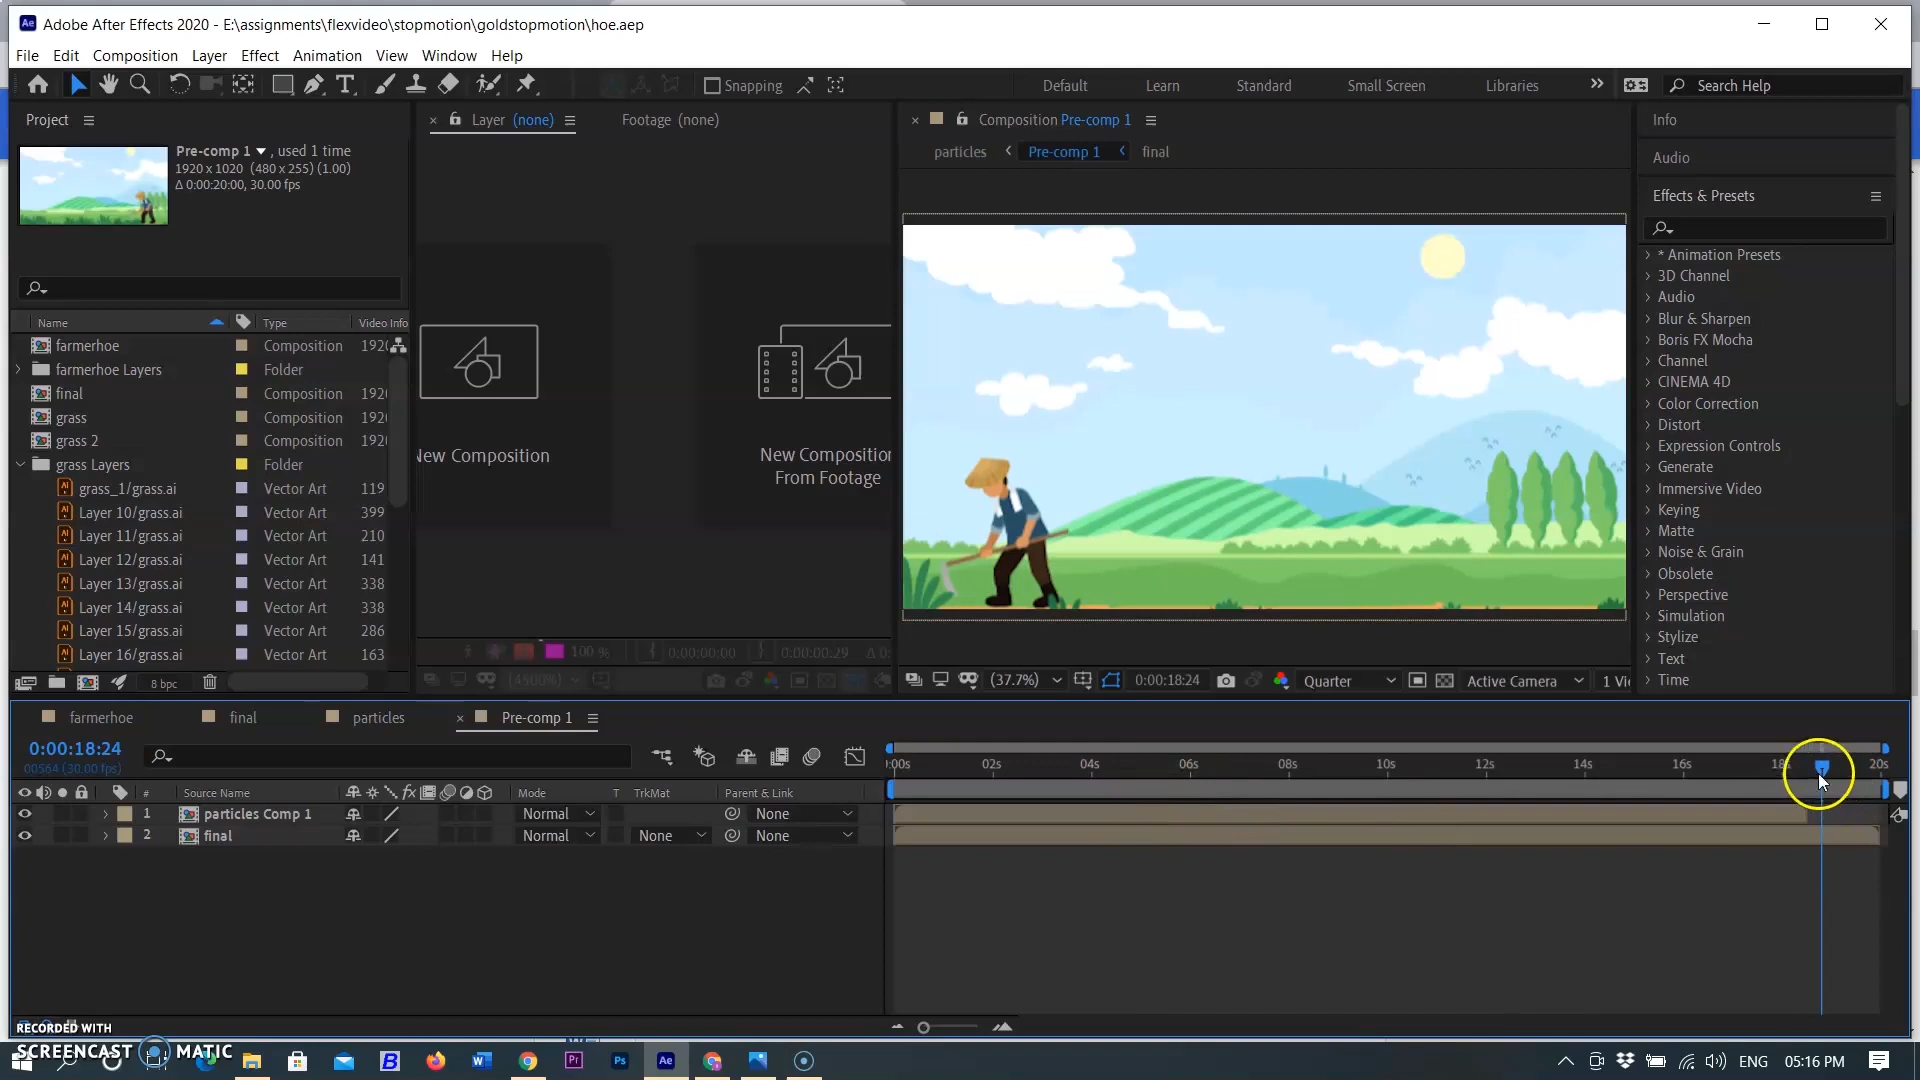 Adobe After Effects 2020 - E:\assignments\flexvideo\stopmotion\goldstopmotion\hoe.aep
File Edit Composition Layer Effect Animation View Window Help
Snapping Default Learn Standard Small Screen Libraries Search Help
Project
Pre-comp 1 , used 1 time
1920 x 1020 (480 x 255) (1.00)
Δ 0:00:20:00, 30.00 fps
Name Type Video Info
farmerhoe Composition 192
farmerhoe Layers Folder
final Composition 192
grass Composition 192
grass 2 Composition 192
grass Layers Folder
grass_1/grass.ai Vector Art 119
Layer 10/grass.ai Vector Art 399
Layer 11/grass.ai Vector Art 210
Layer 12/grass.ai Vector Art 141
Layer 13/grass.ai Vector Art 338
Layer 14/grass.ai Vector Art 338
Layer 15/grass.ai Vector Art 286
Layer 16/grass.ai Vector Art 163
8 bpc
Layer (none) Footage (none)
New Composition
New Composition
From Footage
100 % 0:00:00:00 0:00:00:29 Δ 0:
Composition Pre-comp 1
particles Pre-comp 1 final
(37.7%) 0:00:18:24 Quarter Active Camera 1 Vi
Info
Audio
Effects & Presets
* Animation Presets
3D Channel
Audio
Blur & Sharpen
Boris FX Mocha
Channel
CINEMA 4D
Color Correction
Distort
Expression Controls
Generate
Immersive Video
Keying
Matte
Noise & Grain
Obsolete
Perspective
Simulation
Stylize
Text
Time
farmerhoe final particles Pre-comp 1
0:00:18:24
00564 (30.00 fps)
:00s 02s 04s 06s 08s 10s 12s 14s 16s 18s 20s
# Source Name fx Mode T TrkMat Parent & Link
1 particles Comp 1 Normal None
2 final Normal None None
RECORDED WITH
SCREENCAST MATIC
ENG 05:16 PM